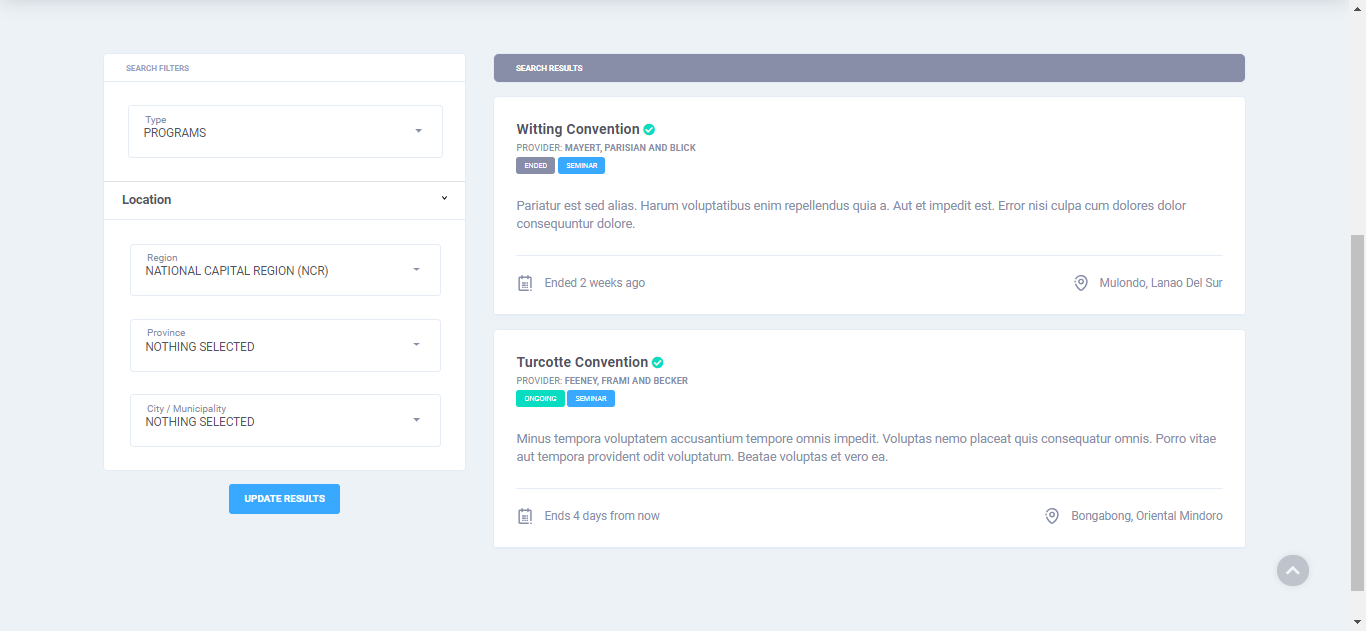 SEARCH FILTERS
Type
PROGRAMS
Location
Region
NATIONAL CAPITAL REGION (NCR)
Province
NOTHING SELECTED
City / Municipality
NOTHING SELECTED
UPDATE RESULTS
SEARCH RESULTS
Witting Convention
PROVIDER: MAYERT, PARISIAN AND BLICK
ENDED SEMINAR
Pariatur est sed alias. Harum voluptatibus enim repellendus quia a. Aut et impedit est. Error nisi culpa cum dolores dolor
consequuntur dolore.
Ended 2 weeks ago Mulondo, Lanao Del Sur
Turcotte Convention
PROVIDER: FEENEY, FRAMI AND BECKER
ONGOING SEMINAR
Minus tempora voluptatem accusantium tempore omnis impedit. Voluptas nemo placeat quis consequatur omnis. Porro vitae
aut tempora provident odit voluptatum. Beatae voluptas et vero ea.
Ends 4 days from now Bongabong, Oriental Mindoro